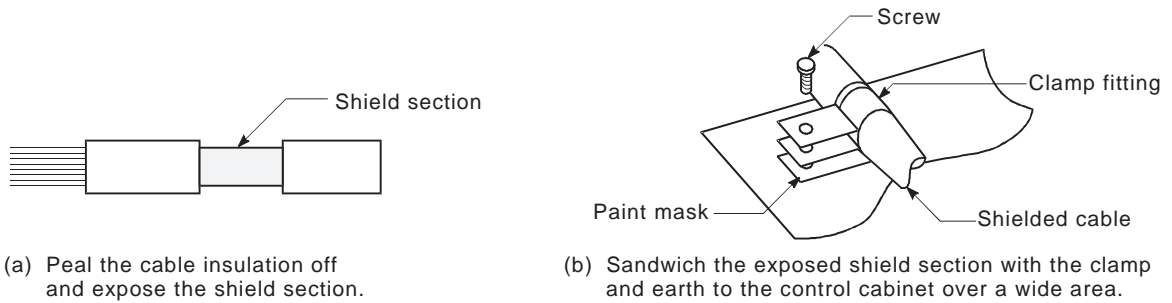 Screw
Shield section
Clamp fitting
Paint mask
Shielded cable
(a) Peal the cable insulation off
and expose the shield section.
(b) Sandwich the exposed shield section with the clamp
and earth to the control cabinet over a wide area.